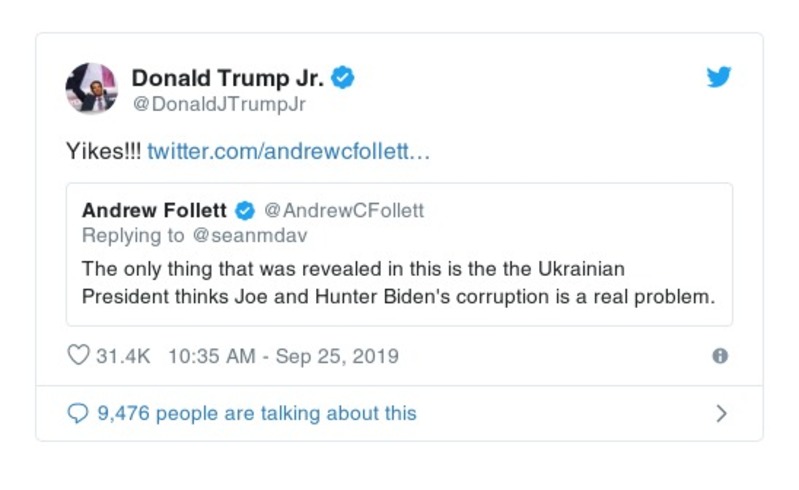 Donald Trump Jr.
@DonaldJTrumpJr
Yikes!!! twitter.com/andrewcfollett…
Andrew Follett @AndrewCFollett
Replying to @seanmdav
The only thing that was revealed in this is the the Ukrainian
President thinks Joe and Hunter Biden's corruption is a real problem.
31.4K 10:35 AM - Sep 25, 2019
9,476 people are talking about this